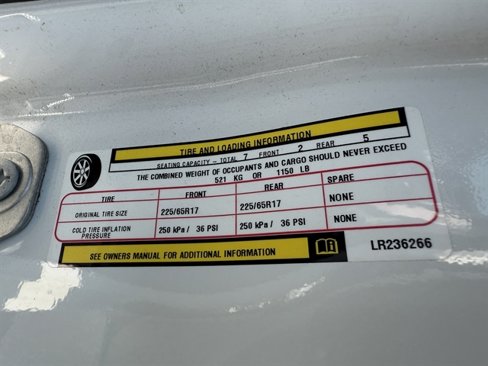 TIRE AND LOADING INFORMATION
SEATING CAPACITY - TOTAL 7 FRONT: 2 REAR 5
THE COMBINED WEIGHT OF OCCUPANTS AND CARGO SHOULD NEVER EXCEED
521 KG OR 1150 LB
TIRE FRONT REAR SPARE
ORIGINAL TIRE SIZE 225/65R17 225/65R17 NONE
COLD TIRE INFLATION PRESSURE 250 kPa / 36 PSI 250 kPa / 36 PSI NONE
SEE OWNERS MANUAL FOR ADDITIONAL INFORMATION LR236266